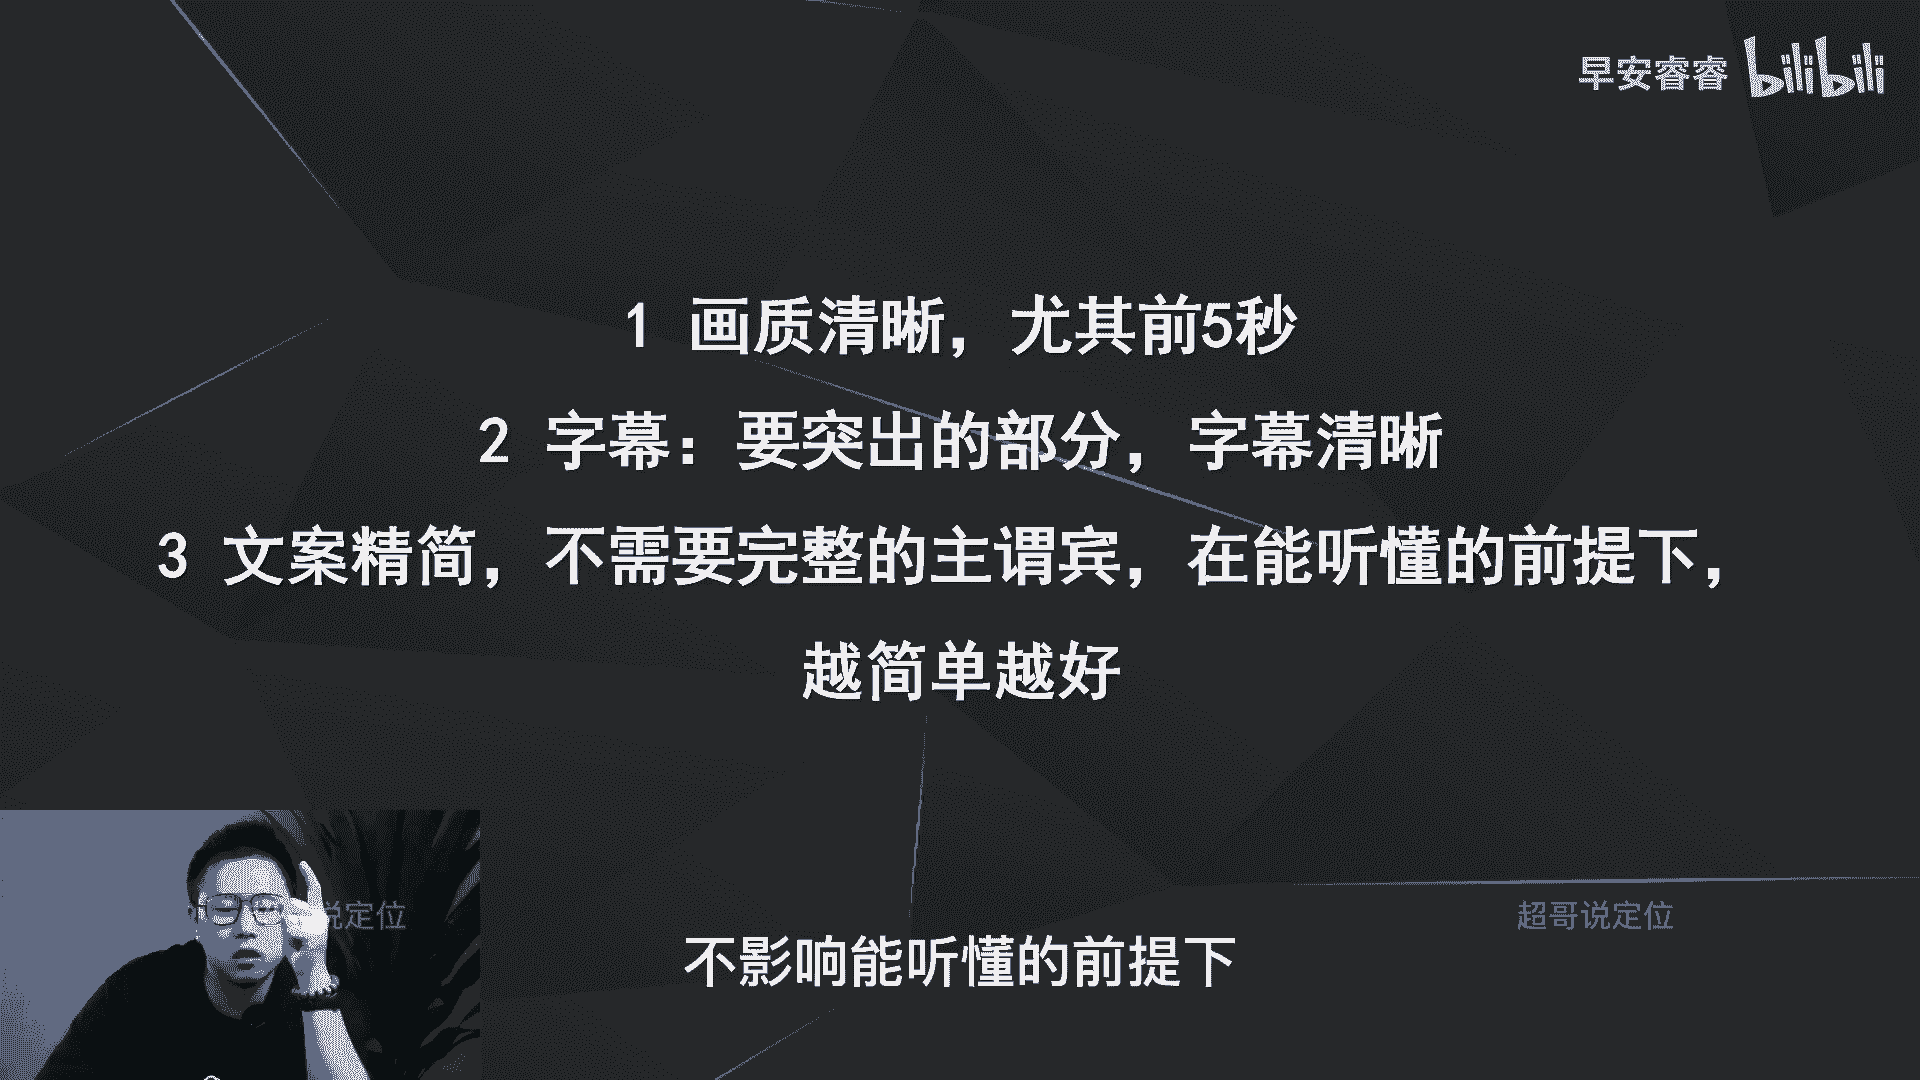 早安睿睿 bilibili
1 画质清晰，尤其前5秒
2 字幕：要突出的部分，字幕清晰
3 文案精简，不需要完整的主谓宾，在能听懂的前提下，
越简单越好
说定位
超哥说定位
不影响能听懂的前提下